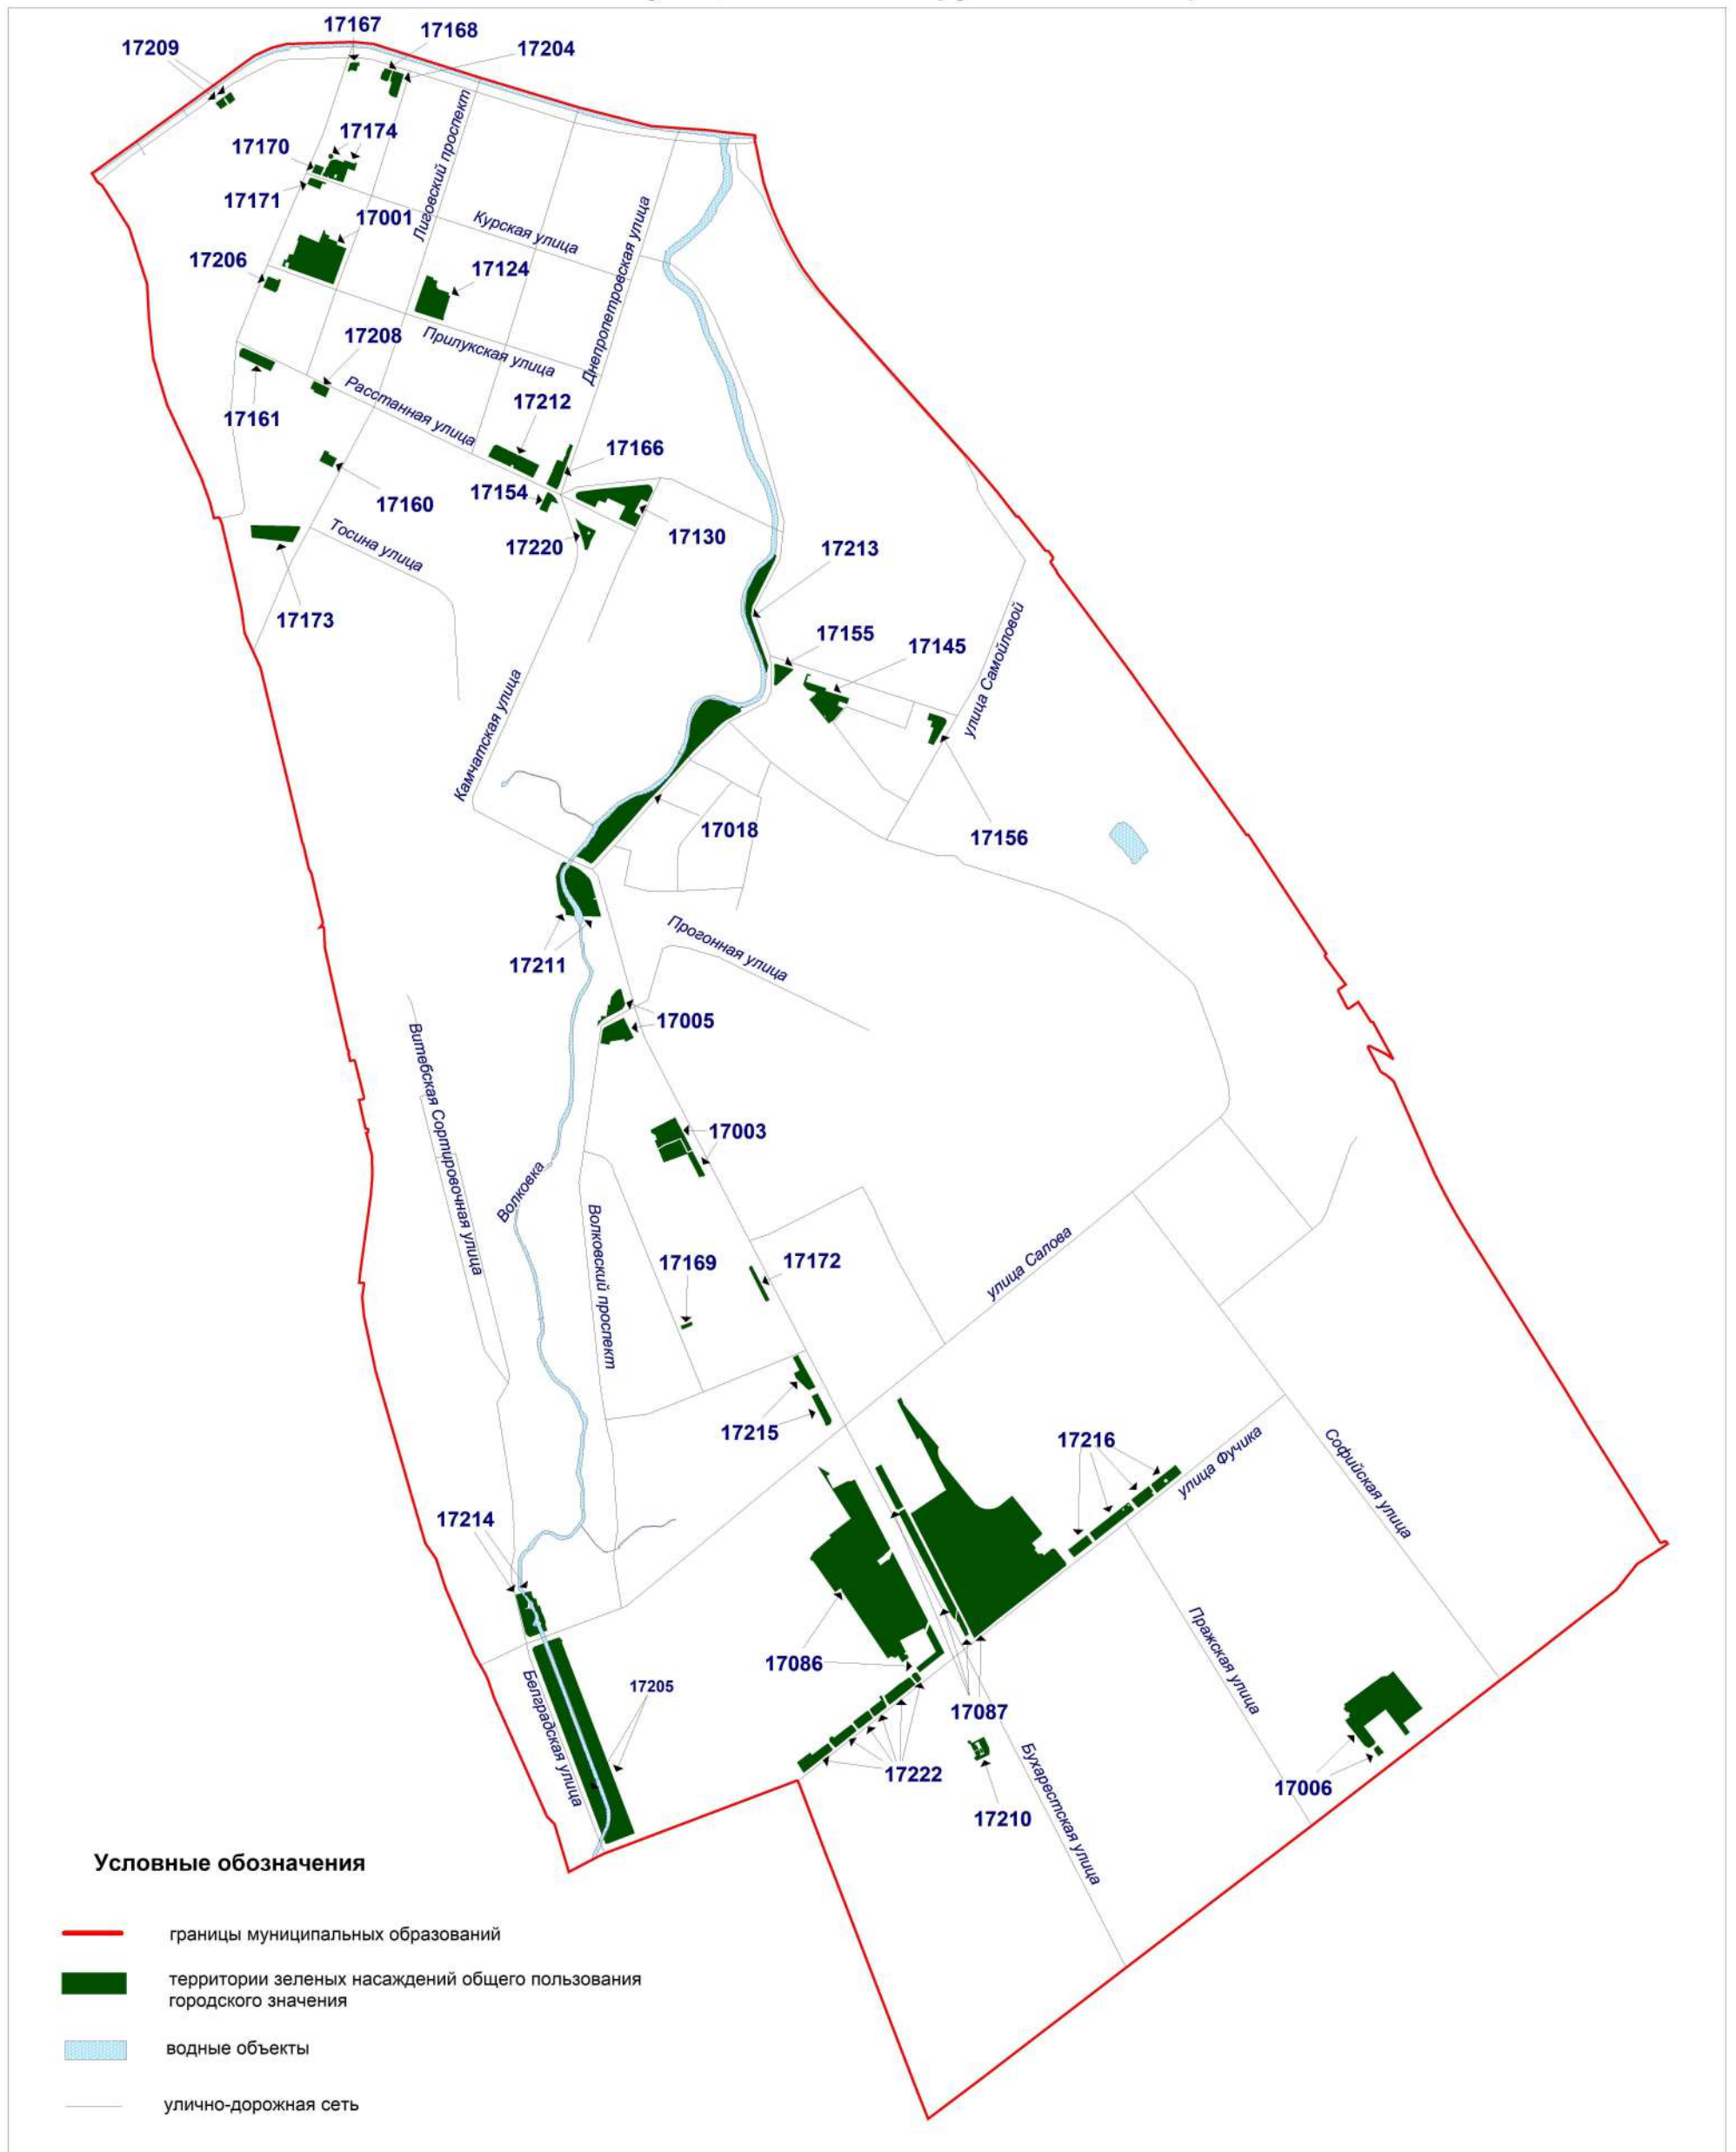 17167
17168
17209
17204
Лиговский проспект
17174
17170
17171
17001
Курская улица
Днепропетровская улица
17206
17124
17208
Прилукская улица
Расстанная улица
17212
17161
17166
17154
17160
17130
17220
Тосина улица
17213
17173
17155
17145
улица Самойловой
Камчатская улица
17018
17156
Прогонная улица
17211
17005
Витебская Сортировочная улица
17003
Волковка
Волковский проспект
17169
17172
улица Салова
17215
17216
улица Фучика
Софийская улица
17214
Пражская улица
17086
17205
Белградская улица
17087
17222
Бухарестская улица
17006
17210
Условные обозначения
границы муниципальных образований
территории зеленых насаждений общего пользования
городского значения
водные объекты
улично-дорожная сеть